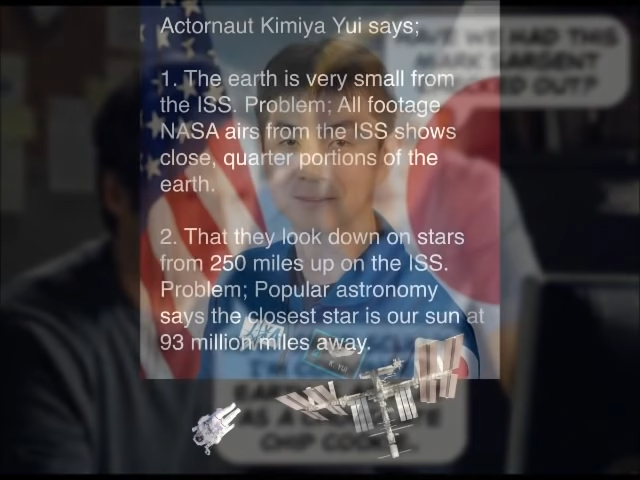 Actornaut Kimiya Yui says;
1. The earth is very small from
the ISS. Problem; All footage
NASA airs from the ISS shows
close, quarter portions of the
earth.
2. That they look down on stars
from 250 miles up on the ISS.
Problem; Popular astronomy
says the closest star is our sun at
93 million miles away.
WE HAD THIS
MARK SARGENT
OUT?
AS A
CHIP